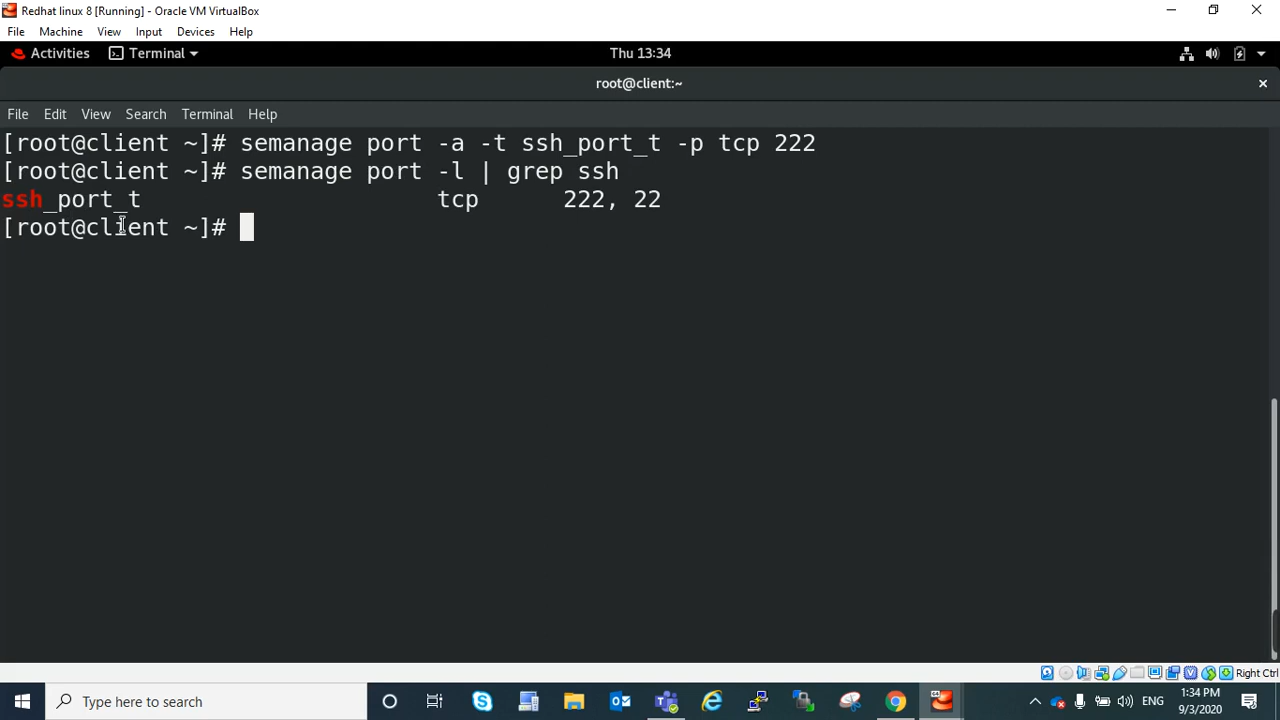 Redhat linux 8 [Running] - Oracle VM VirtualBox
File Machine View Input Devices Help
Activities Terminal Thu 13:34
root@client:~
File Edit View Search Terminal Help
[root@client ~]# semanage port -a -t ssh_port_t -p tcp 222
[root@client ~]# semanage port -l | grep ssh
ssh_port_t tcp 222, 22
[root@client ~]#
Right Ctrl
Type here to search
ENG
1:34 PM
9/3/2020